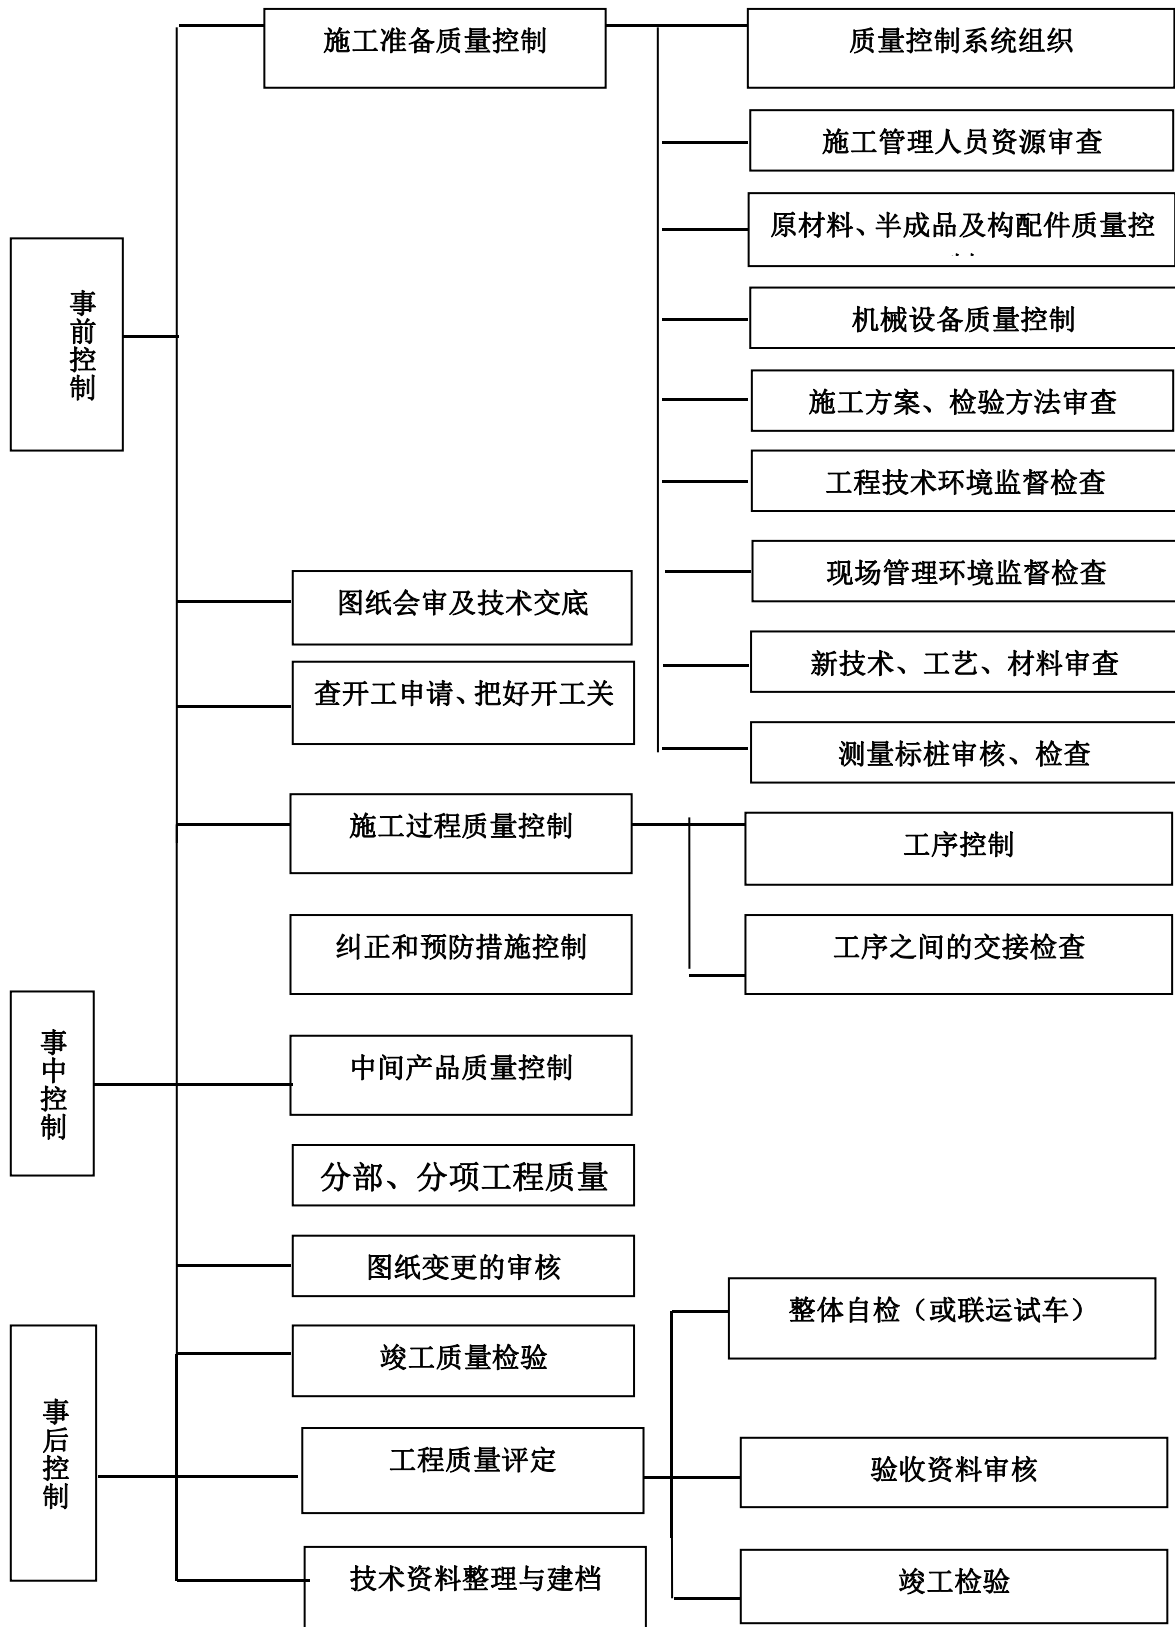 施工准备质量控制
质量控制系统组织
施工管理人员资源审查
原材料、半成品及构配件质量控
事前控制
机械设备质量控制
施工方案、检验方法审查
工程技术环境监督检查
现场管理环境监督检查
图纸会审及技术交底
新技术、工艺、材料审查
查开工申请、把好开工关
测量标桩审核、检查
施工过程质量控制
工序控制
纠正和预防措施控制
工序之间的交接检查
事中控制
中间产品质量控制
分部、分项工程质量
图纸变更的审核
整体自检（或联运试车）
竣工质量检验
事后控制
工程质量评定
验收资料审核
技术资料整理与建档
竣工检验